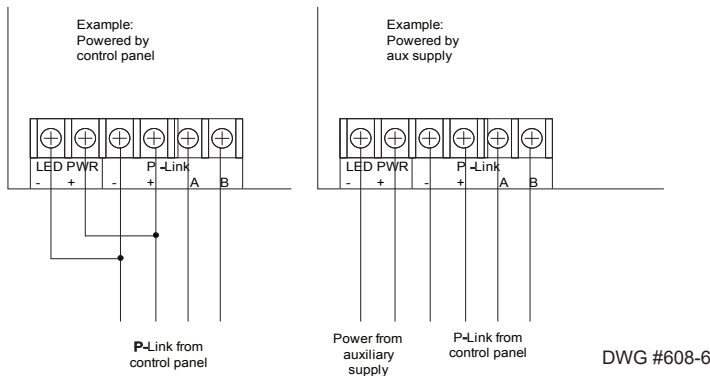 Example:
Powered by
control panel
LED PWR P-Link
- + - + A B
P-Link from
control panel
Example:
Powered by
aux supply
LED PWR P-Link
- + - + A B
Power from
auxiliary
supply
P-Link from
control panel
DWG #608-6